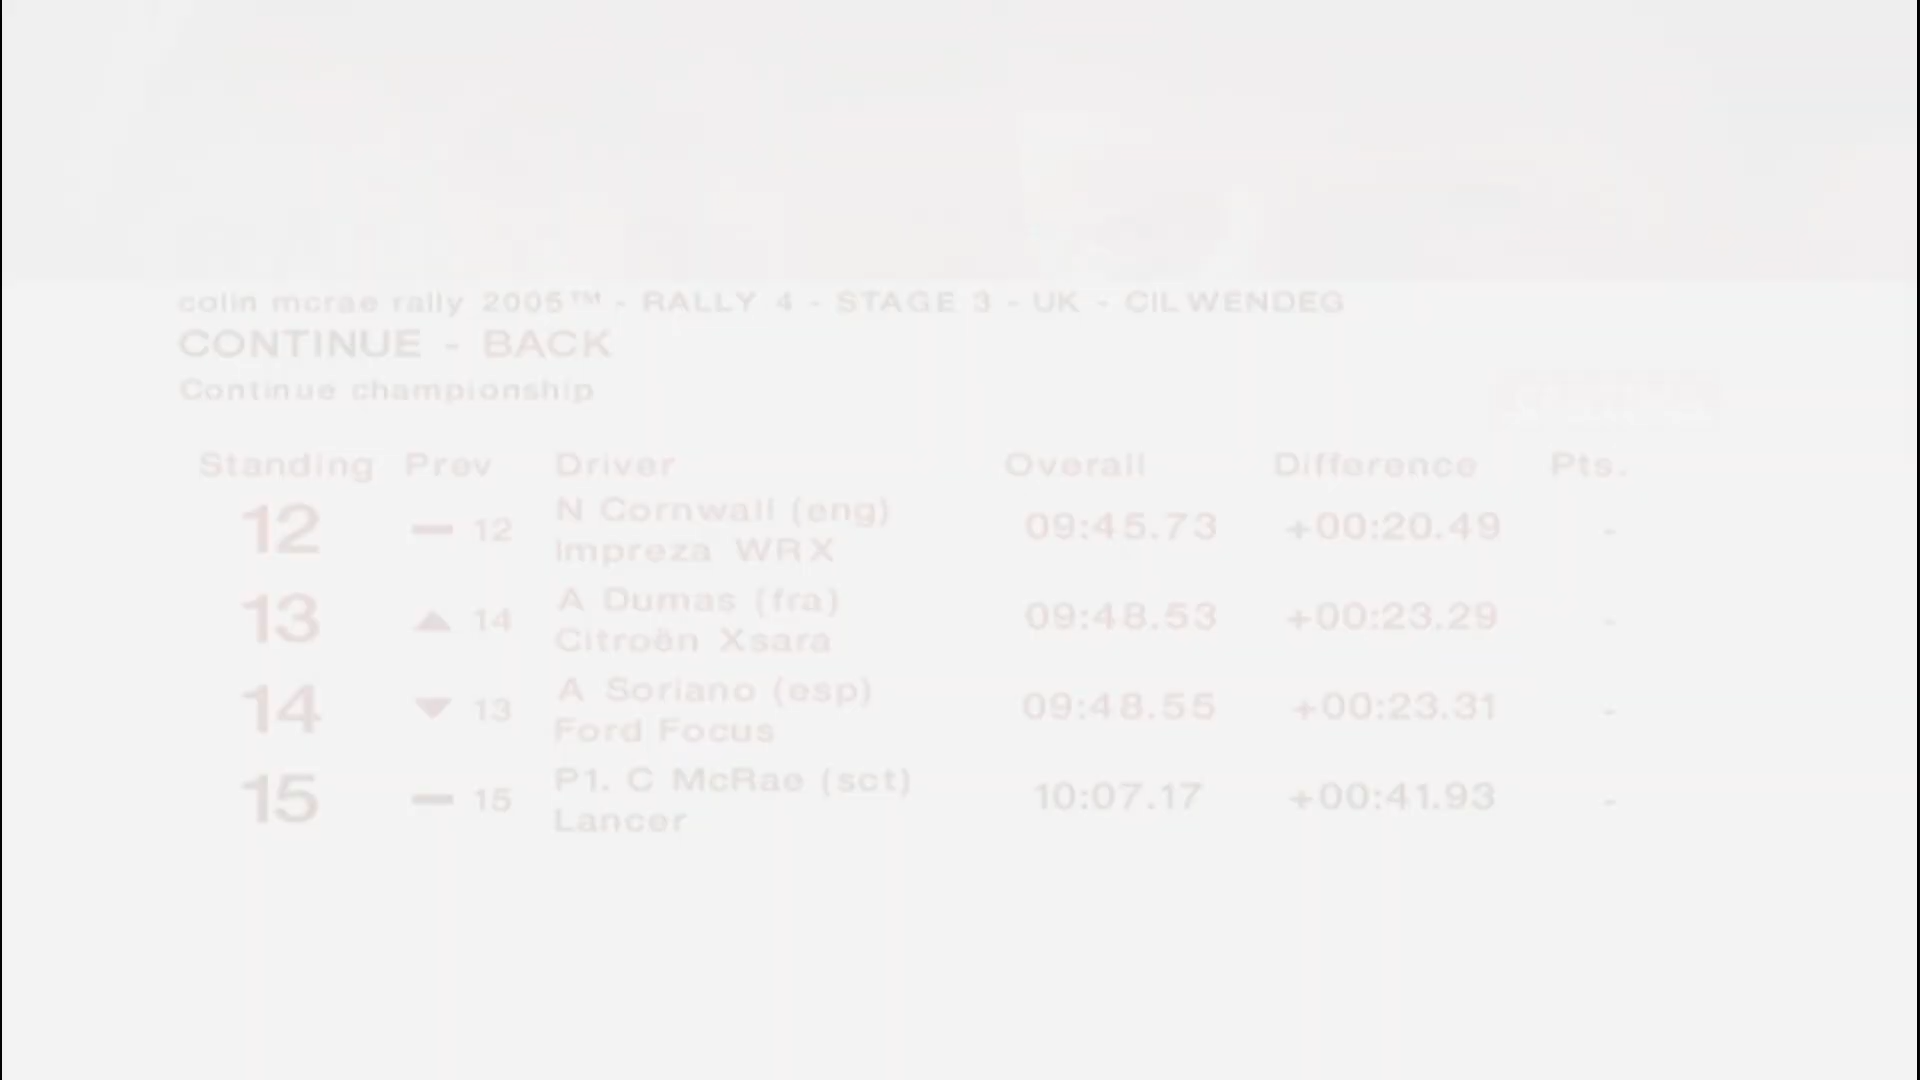 colin mcrae rally 2005™ - RALLY 4 - STAGE 3 - UK - CIL WENDEG
CONTINUE - BACK
Continue championship
Standing Prev Driver Overall Difference Pts.
12 12 N Cornwall (eng) 09:45.73 +00:20.49 -
Impreza WRX
13 14 A Dumas (fra) 09:48.53 +00:23.29 -
Citroën Xsara
14 13 A Soriano (esp) 09:48.55 +00:23.31 -
Ford Focus
15 15 P1. C McRae (sct) 10:07.17 +00:41.93 -
Lancer